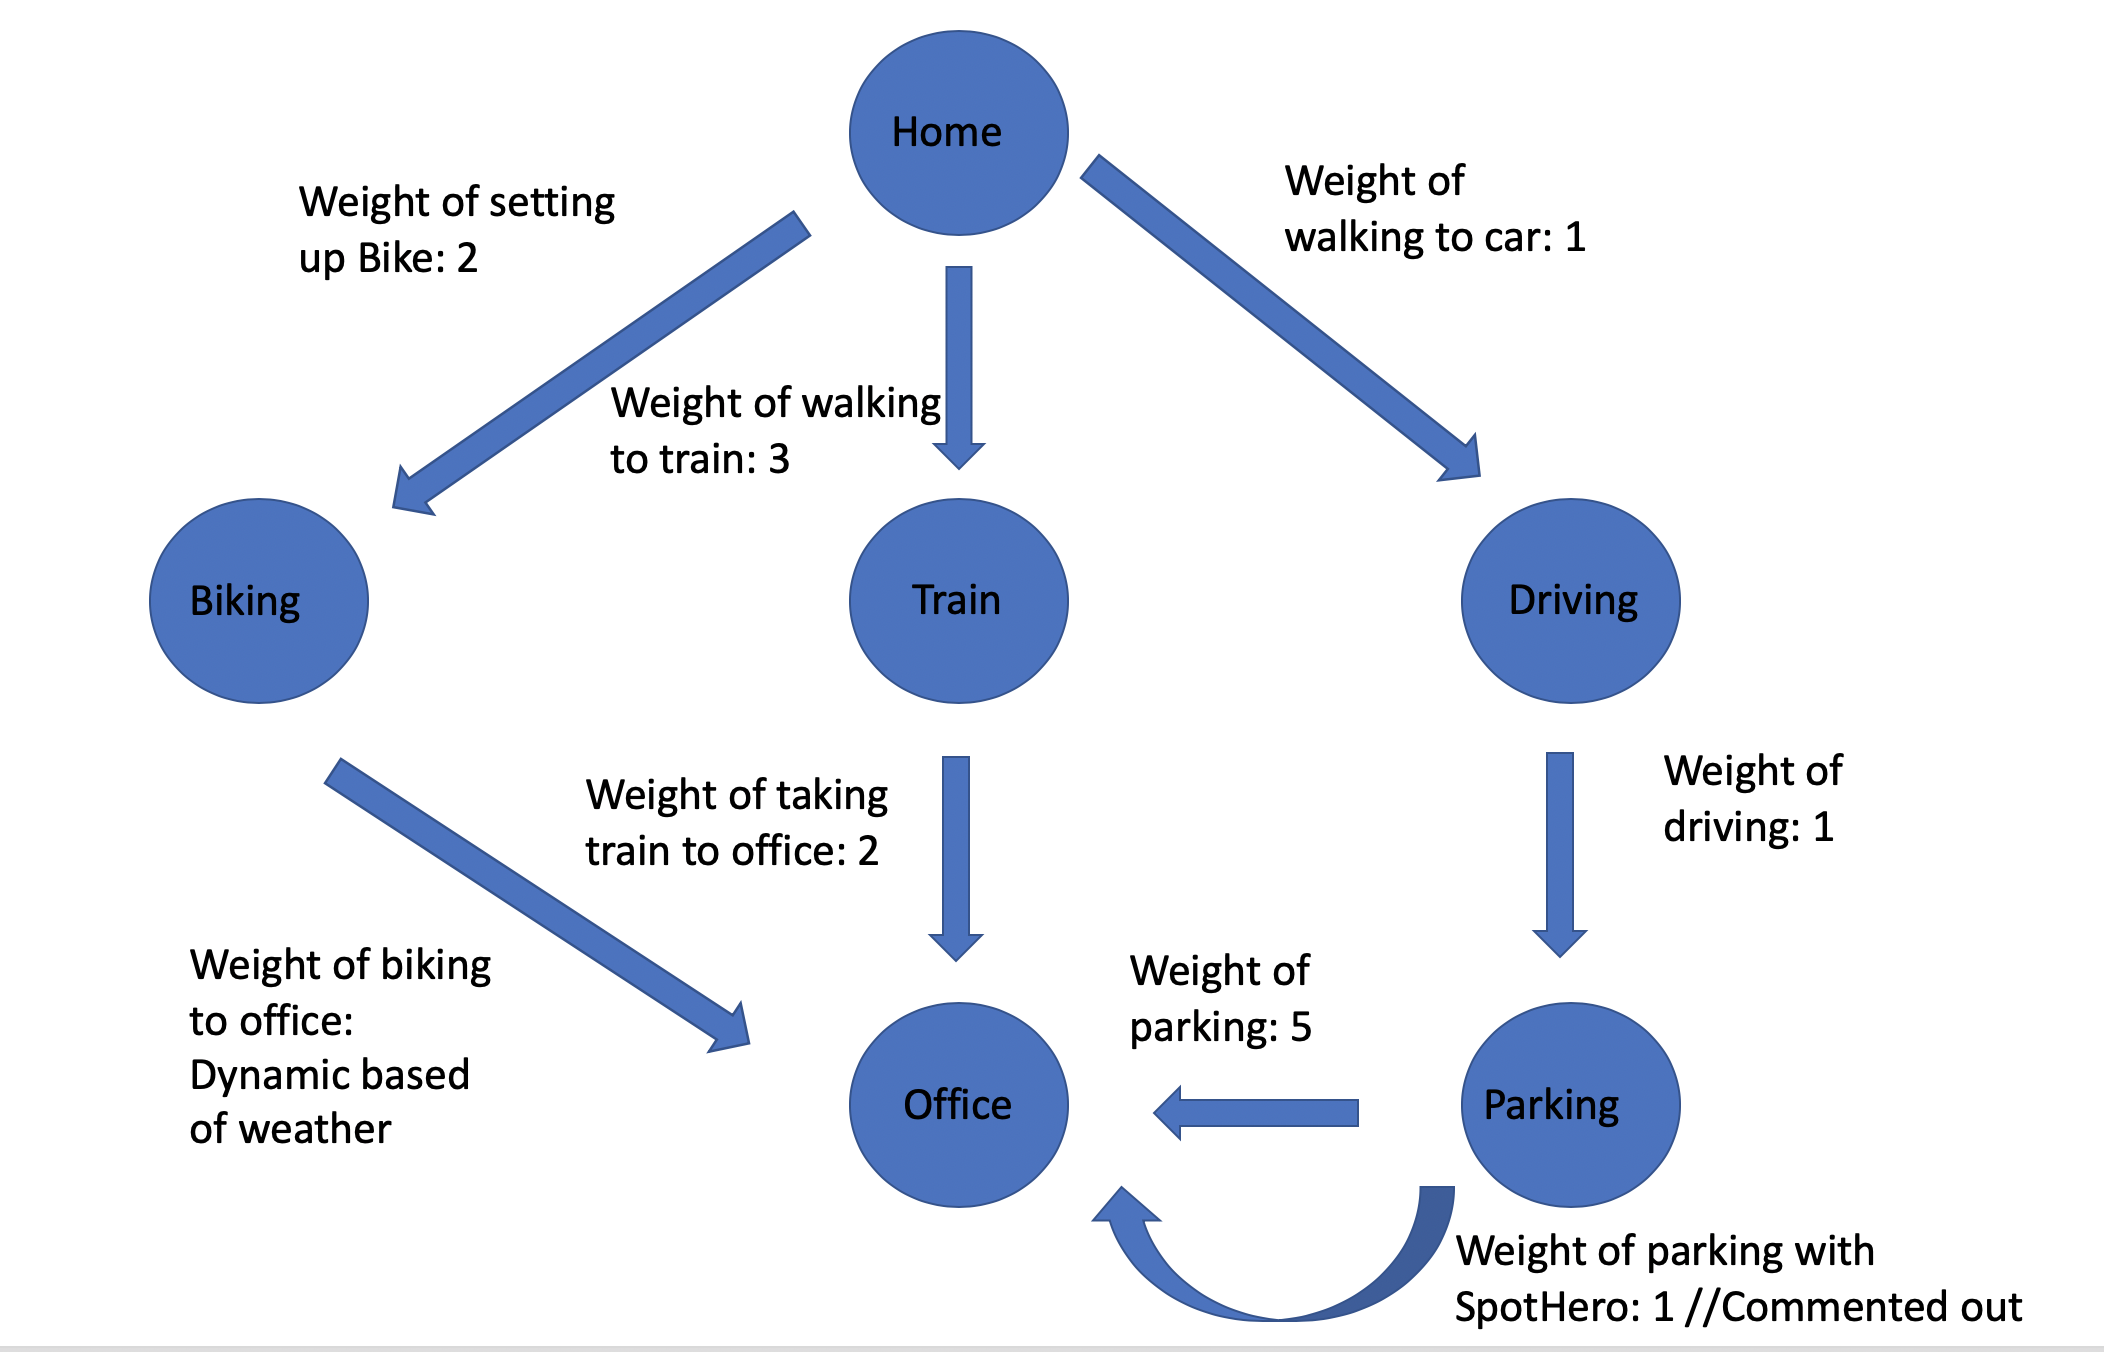 Home
Weight of
walking to car: 1
Weight of setting
up Bike: 2
Weight of walking
to train: 3
Biking
Train
Driving
Weight of taking
train to office: 2
Weight of
driving: 1
Weight of biking
to office:
Dynamic based
of weather
Weight of
parking: 5
Office
Parking
Weight of parking with
SpotHero: 1 //Commented out